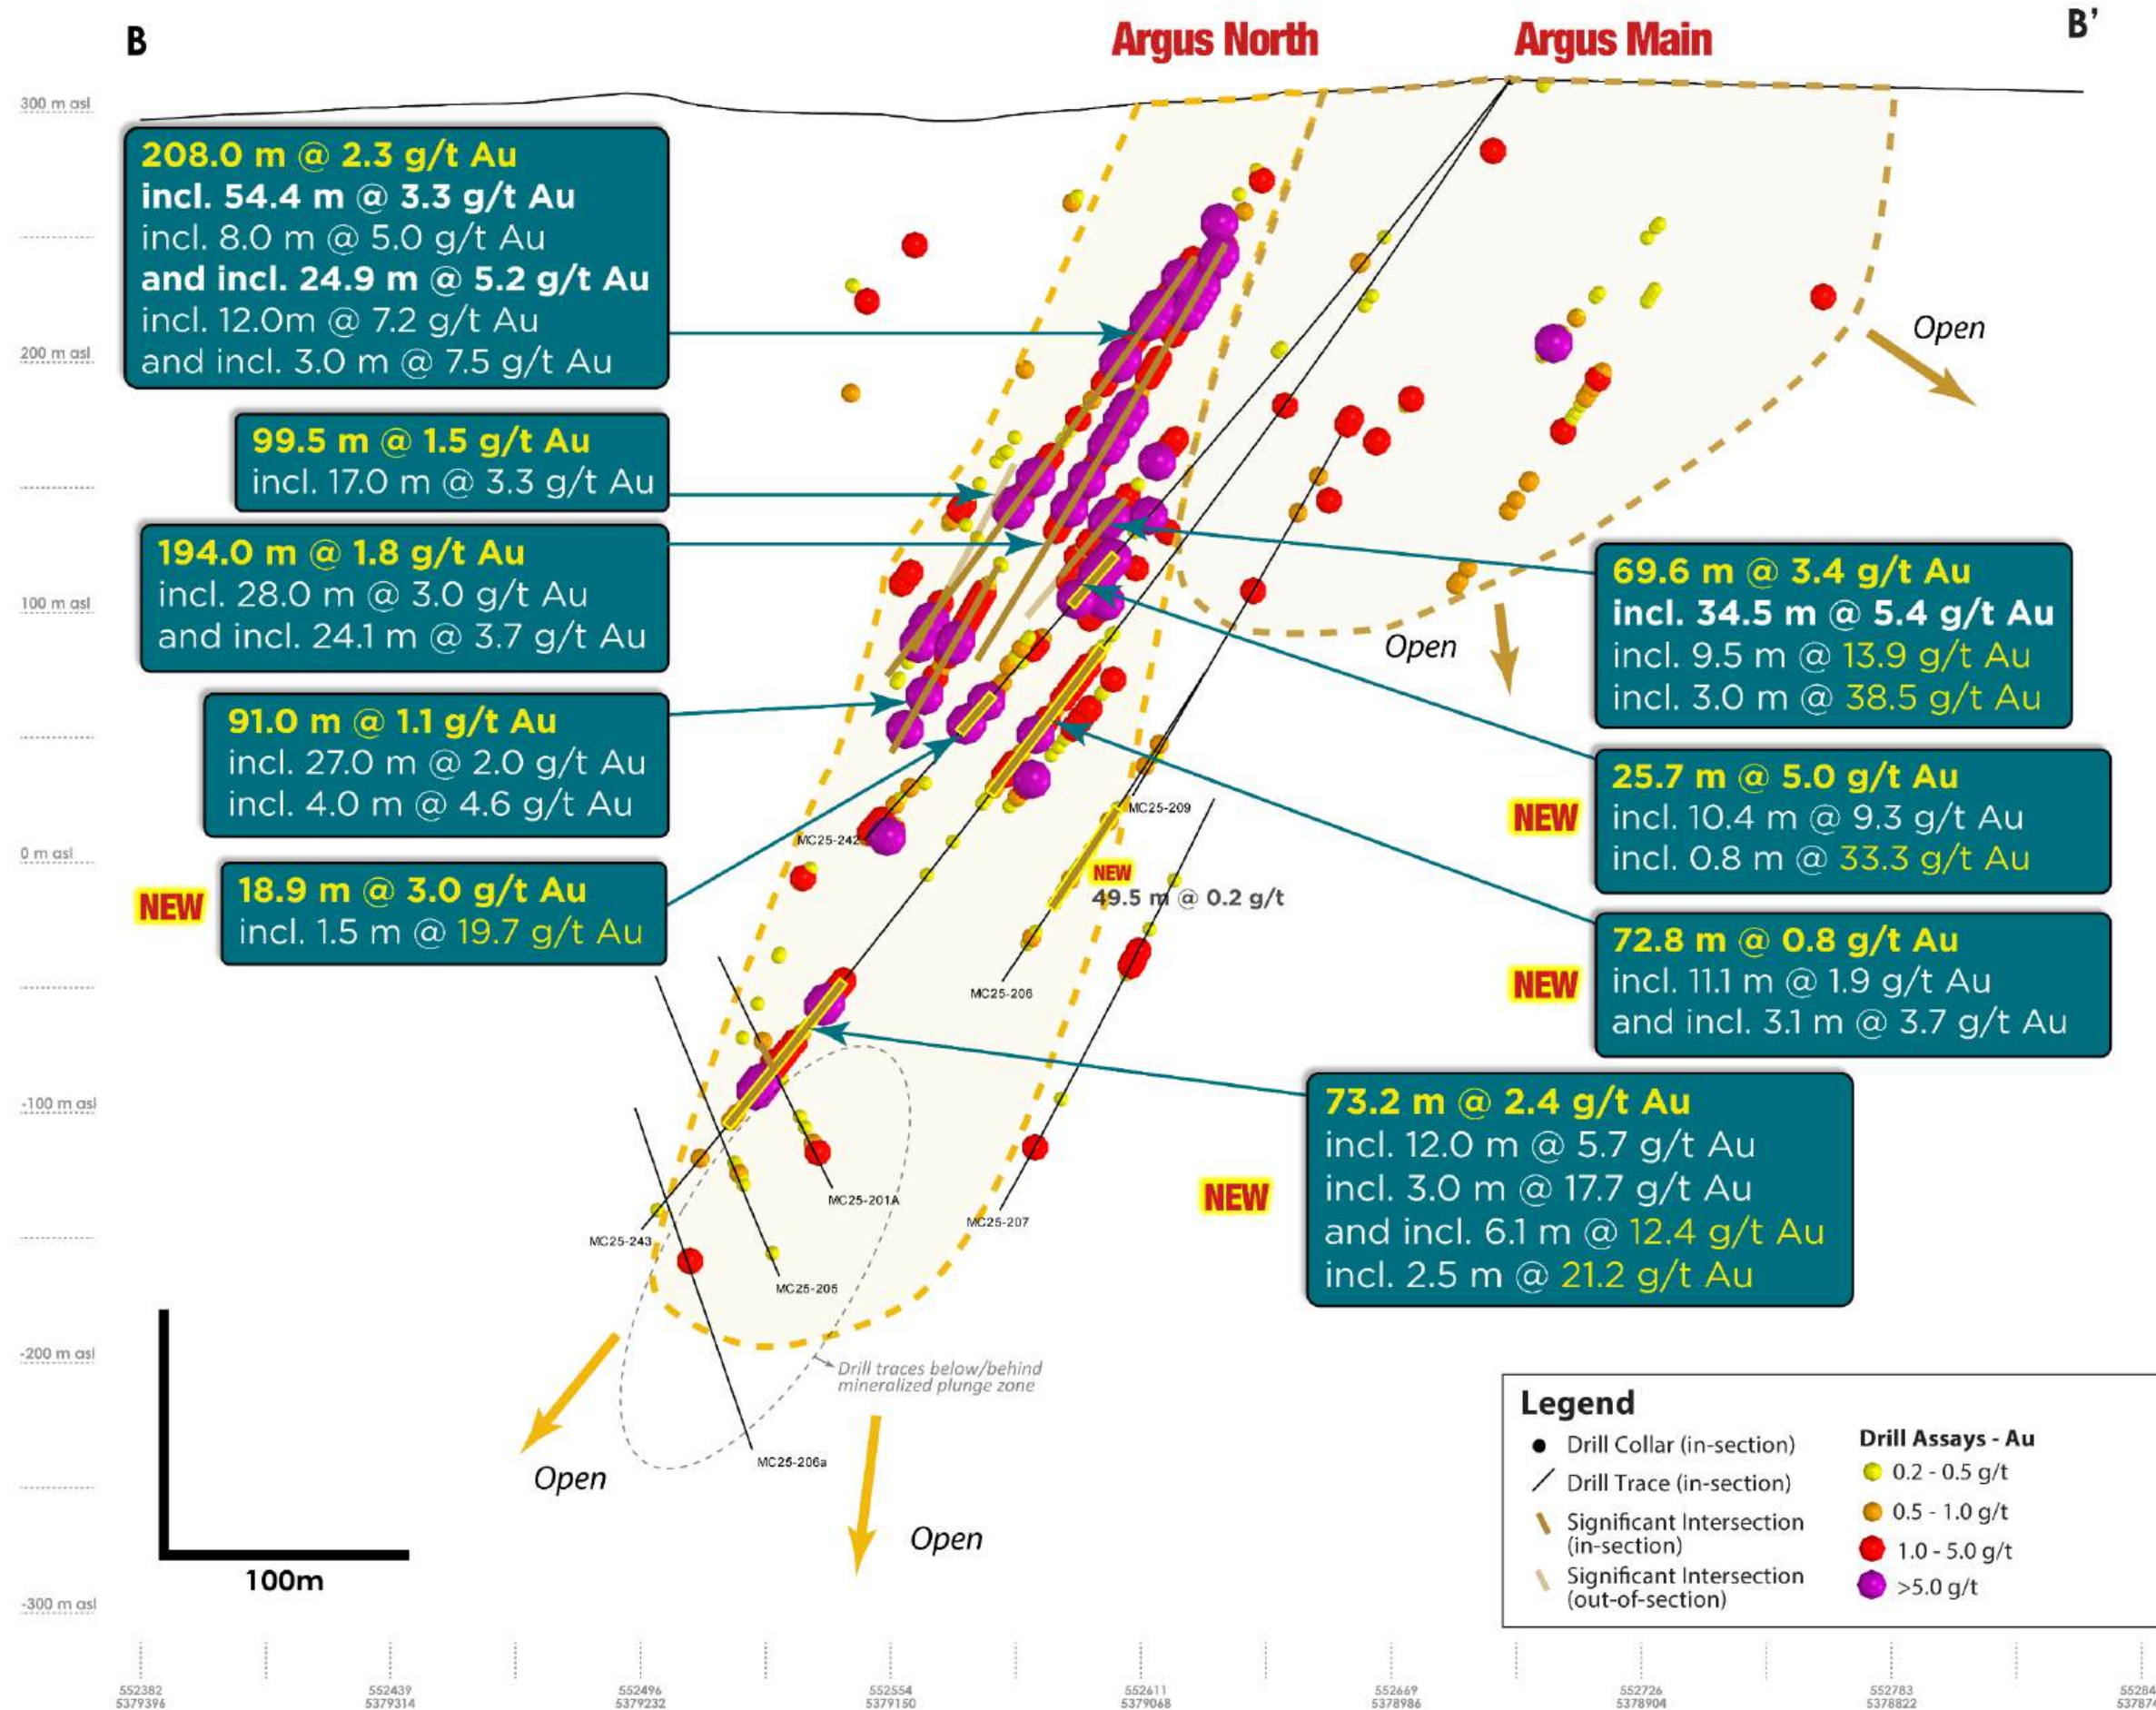 B
Argus North
Argus Main
B’
300 m asl
200 m asl
100 m asl
0 m asl
-100 m asl
-200 m asl
-300 m asl
208.0 m @ 2.3 g/t Au
incl. 54.4 m @ 3.3 g/t Au
incl. 8.0 m @ 5.0 g/t Au
and incl. 24.9 m @ 5.2 g/t Au
incl. 12.0m @ 7.2 g/t Au
and incl. 3.0 m @ 7.5 g/t Au
99.5 m @ 1.5 g/t Au
incl. 17.0 m @ 3.3 g/t Au
194.0 m @ 1.8 g/t Au
incl. 28.0 m @ 3.0 g/t Au
and incl. 24.1 m @ 3.7 g/t Au
91.0 m @ 1.1 g/t Au
incl. 27.0 m @ 2.0 g/t Au
incl. 4.0 m @ 4.6 g/t Au
NEW
18.9 m @ 3.0 g/t Au
incl. 1.5 m @ 19.7 g/t Au
Open
Open
69.6 m @ 3.4 g/t Au
incl. 34.5 m @ 5.4 g/t Au
incl. 9.5 m @ 13.9 g/t Au
incl. 3.0 m @ 38.5 g/t Au
NEW
25.7 m @ 5.0 g/t Au
incl. 10.4 m @ 9.3 g/t Au
incl. 0.8 m @ 33.3 g/t Au
NEW
72.8 m @ 0.8 g/t Au
incl. 11.1 m @ 1.9 g/t Au
and incl. 3.1 m @ 3.7 g/t Au
NEW
73.2 m @ 2.4 g/t Au
incl. 12.0 m @ 5.7 g/t Au
incl. 3.0 m @ 17.7 g/t Au
and incl. 6.1 m @ 12.4 g/t Au
incl. 2.5 m @ 21.2 g/t Au
MC25-209
MC25-242
NEW
49.5 m @ 0.2 g/t
MC25-206
MC25-201A
MC25-207
MC25-243
MC25-205
Drill traces below/behind
mineralized plunge zone
MC25-206a
Open
Open
100m
Legend
Drill Collar (in-section)
Drill Trace (in-section)
Significant Intersection
(in-section)
Significant Intersection
(out-of-section)
Drill Assays - Au
0.2 - 0.5 g/t
0.5 - 1.0 g/t
1.0 - 5.0 g/t
>5.0 g/t
552382
5379396
552439
5379314
552496
5379232
552554
5379150
552611
5379068
552669
5378986
552726
5378904
552783
5378822